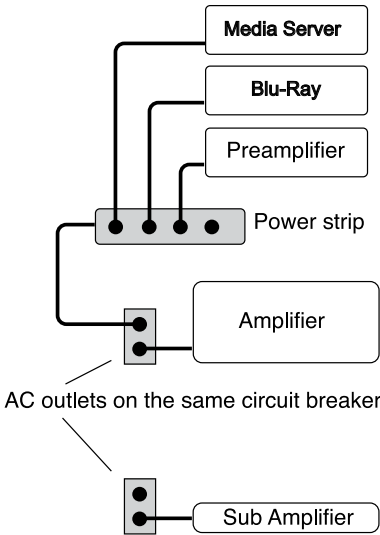 Media Server
Blu-Ray
Preamplifier
Power strip
Amplifier
AC outlets on the same circuit breaker
Sub Amplifier